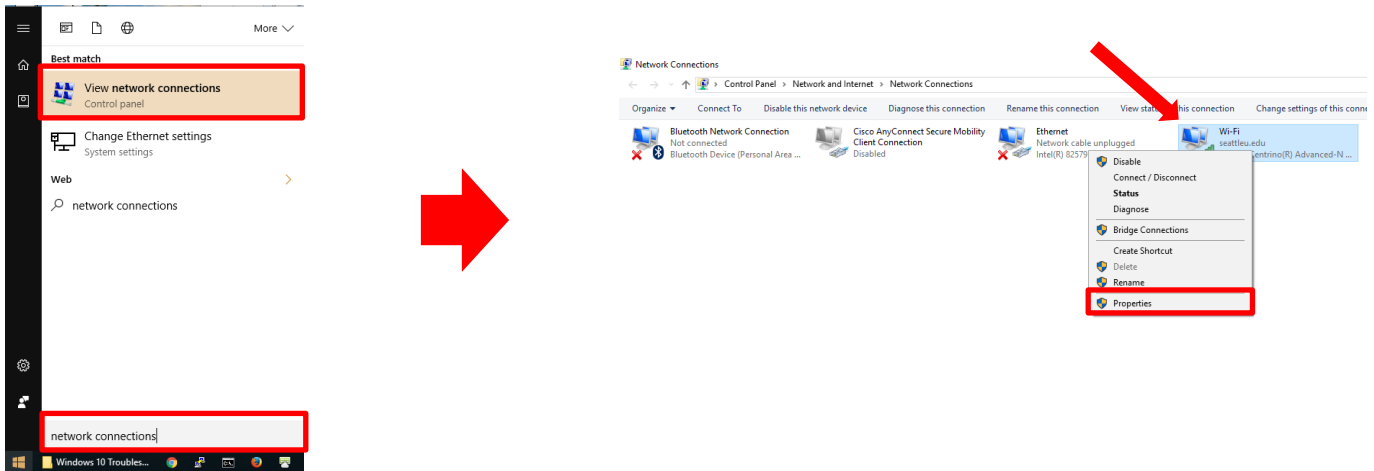 More
Best match
View network connections
Control panel
Change Ethernet settings
System settings
Web
network connections
network connections
Windows 10 Troubles...
Network Connections
Control Panel › Network and Internet › Network Connections
Organize Connect To Disable this network device Diagnose this connection Rename this connection View his connection Change settings of this conne
Bluetooth Network Connection
Not connected
Bluetooth Device (Personal Area ...
Cisco AnyConnect Secure Mobility
Client Connection
Disabled
Ethernet
Network cable unplugged
Intel(R) 82579
Wi-Fi
seattleu.edu
Centrino(R) Advanced-N ...
Disable
Connect / Disconnect
Status
Diagnose
Bridge Connections
Create Shortcut
Delete
Rename
Properties